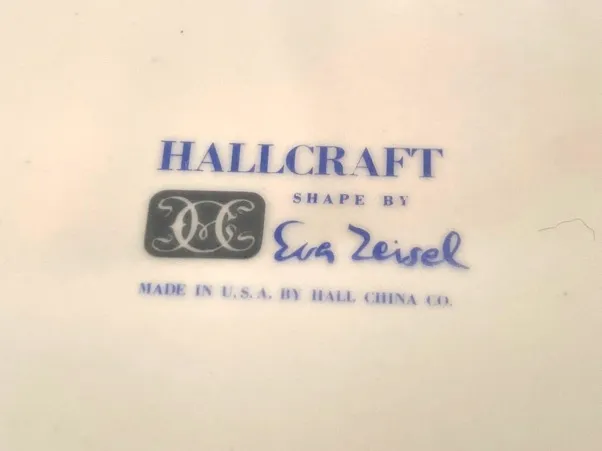 HALLCRAFT
SHAPE BY
Eva Zeisel
MADE IN U.S.A. BY HALL CHINA CO.